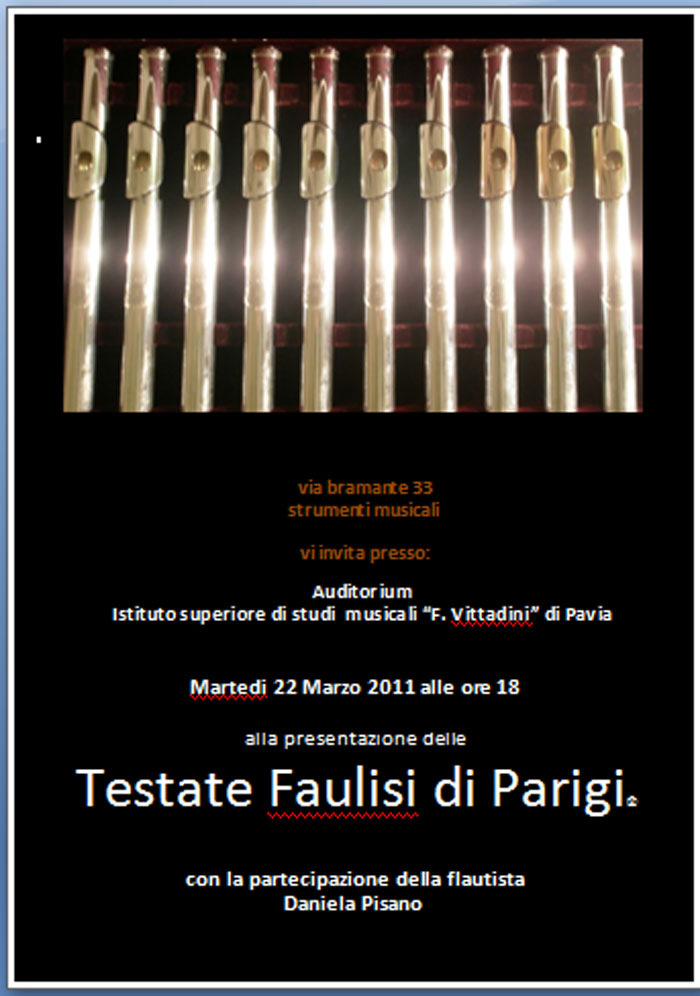 via bramante 33
strumenti musicali
vi invita presso:
Auditorium
Istituto superiore di studi musicali “F. Vittadini” di Pavia
Martedi 22 Marzo 2011 alle ore 18
alla presentazione delle
Testate Faulisi di Parigi
con la partecipazione della flautista
Daniela Pisano